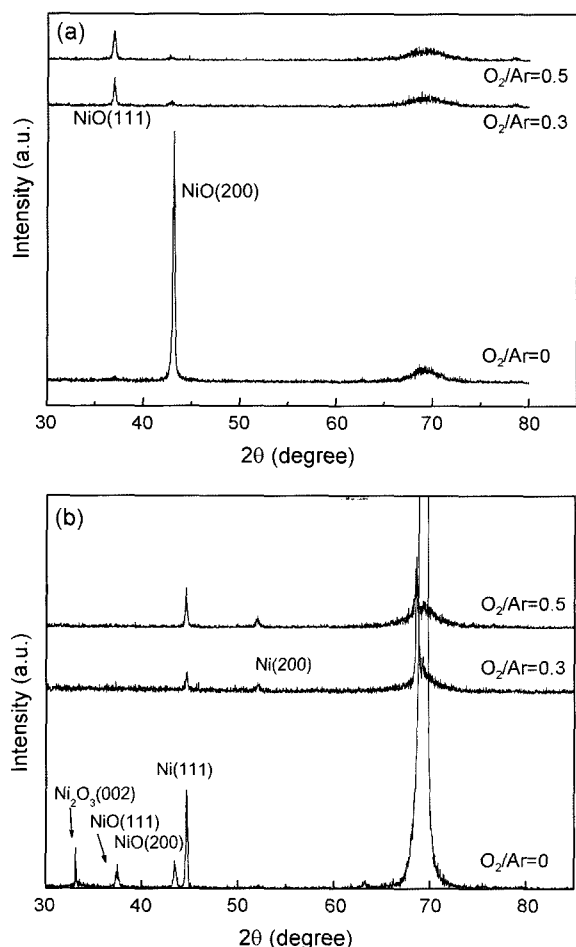 (a)
O₂/Ar=0.5
NiO(111)
O₂/Ar=0.3
NiO(200)
O₂/Ar=0
Intensity (a.u.)
30 40 50 60 70 80
2θ (degree)
(b)
O₂/Ar=0.5
Ni(200)
O₂/Ar=0.3
Ni(111)
Ni₂O₃(002)
NiO(111)
NiO(200)
O₂/Ar=0
Intensity (a.u.)
30 40 50 60 70 80
2θ (degree)